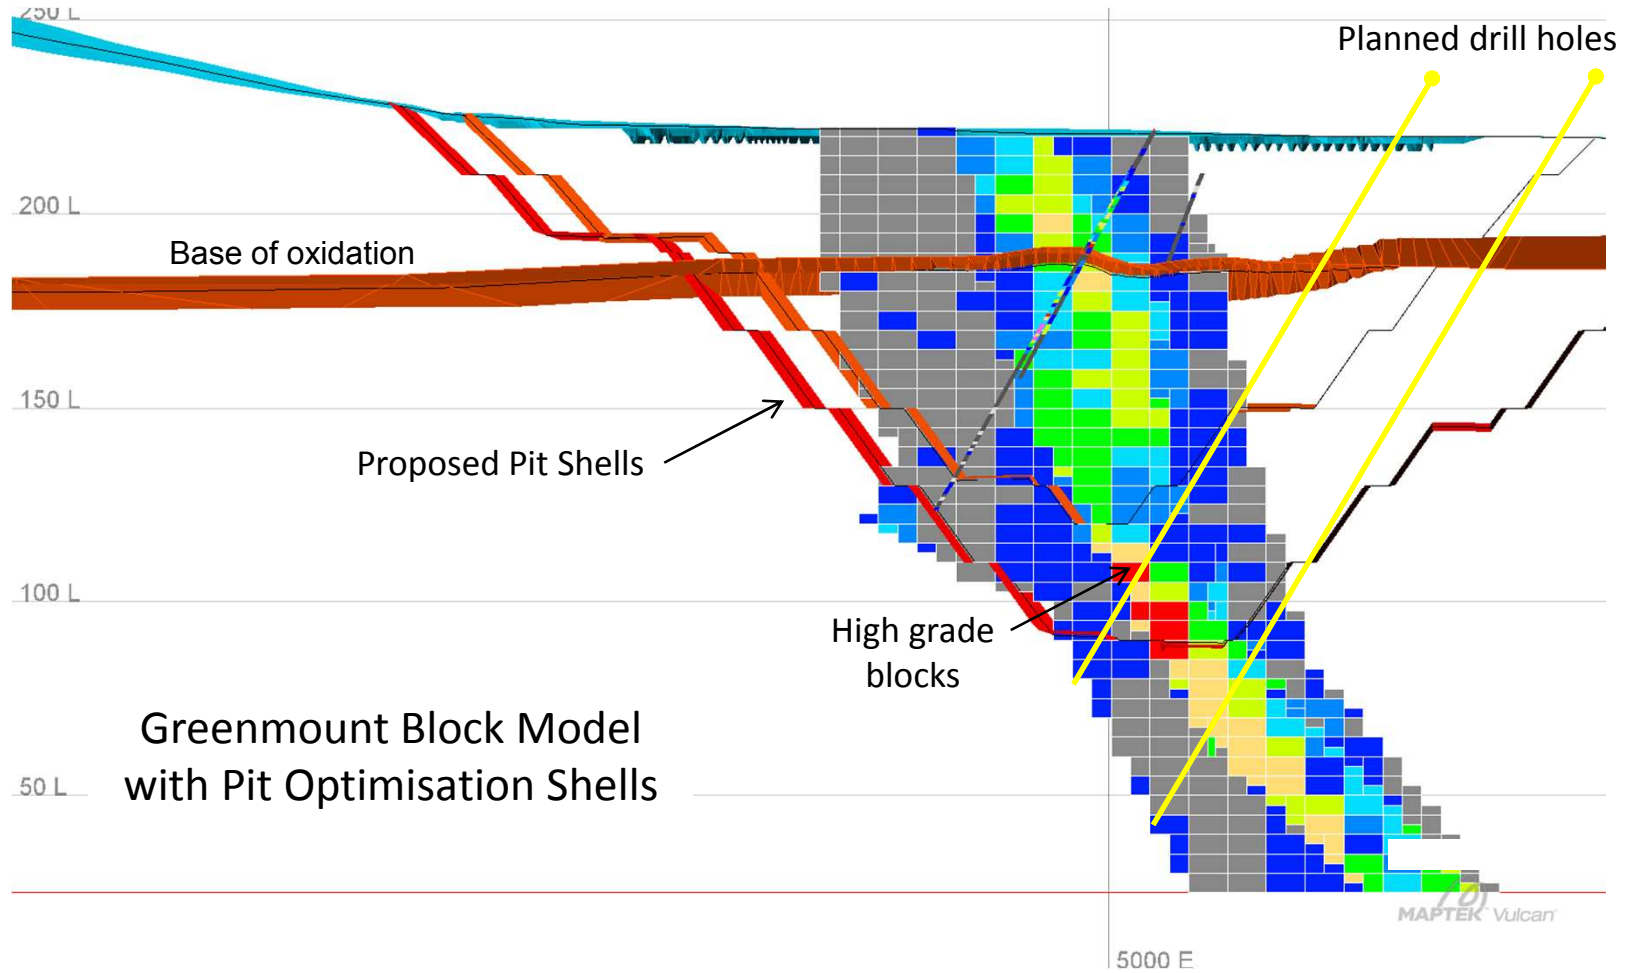 250 L
Planned drill holes
200 L
Base of oxidation
150 L
Proposed Pit Shells
100 L
High grade
blocks
Greenmount Block Model
with Pit Optimisation Shells
50 L
MAPTEK Vulcan
5000 E